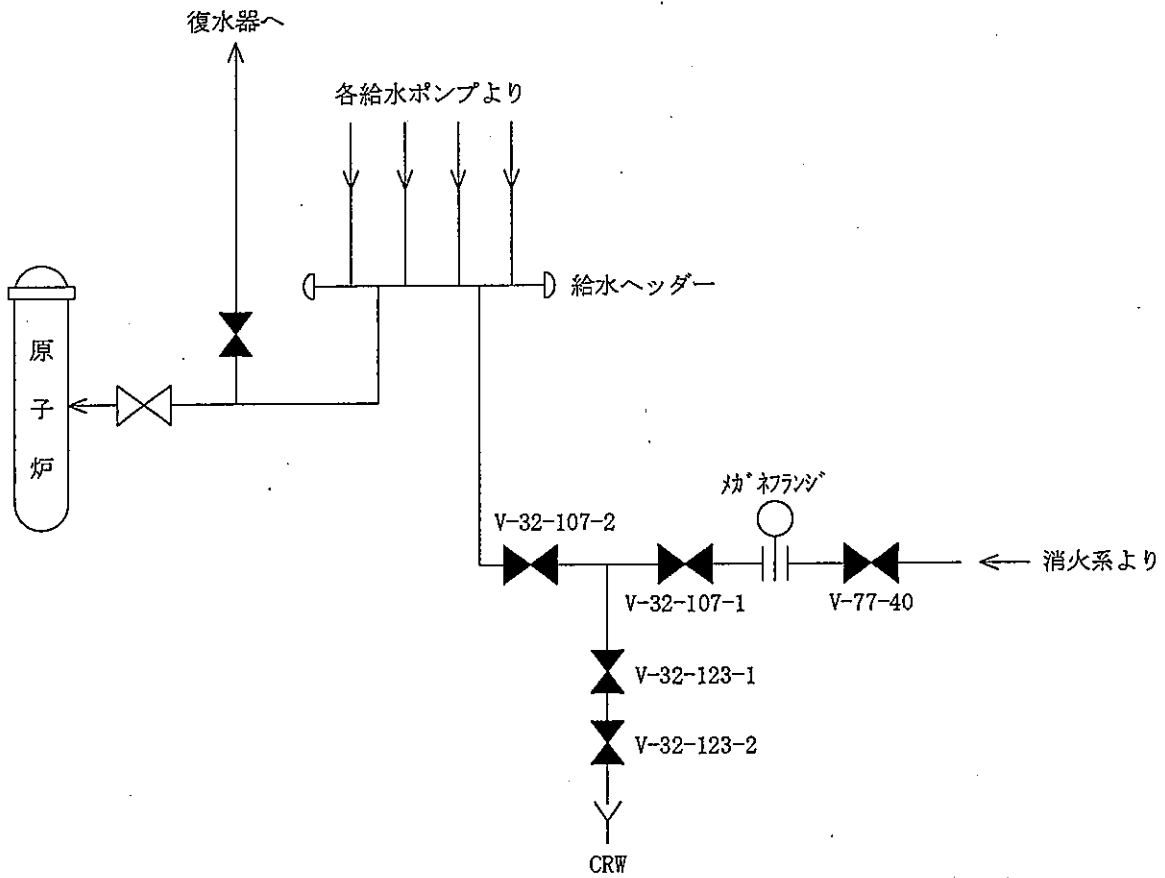 復水器へ
各給水ポンプより
給水ヘッダー
原
子
炉
メガネフランジ
V-32-107-2
消火系より
V-32-107-1
V-77-40
V-32-123-1
V-32-123-2
CRW